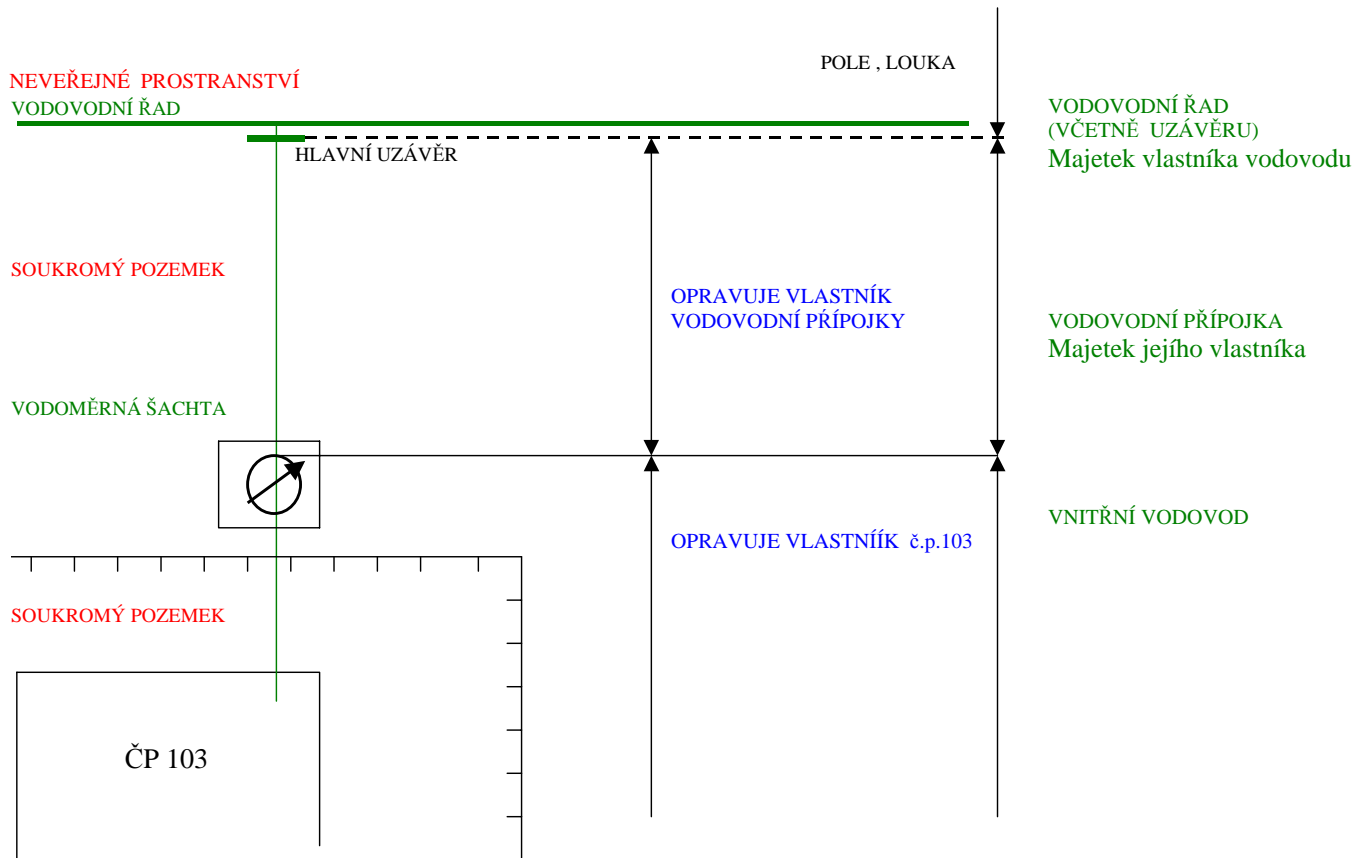 POLE , LOUKA
NEVEŘEJNÉ PROSTRANSTVÍ
VODOVODNÍ ŘAD
VODOVODNÍ ŘAD
(VČETNĚ UZÁVĚRU)
Majetek vlastníka vodovodu
HLAVNÍ UZÁVĚR
SOUKROMÝ POZEMEK
OPRAVUJE VLASTNÍK
VODOVODNÍ PŔÍPOJKY
VODOVODNÍ PŘÍPOJKA
Majetek jejího vlastníka
VODOMĚRNÁ ŠACHTA
VNITŘNÍ VODOVOD
OPRAVUJE VLASTNÍÍK č.p.103
SOUKROMÝ POZEMEK
ČP 103